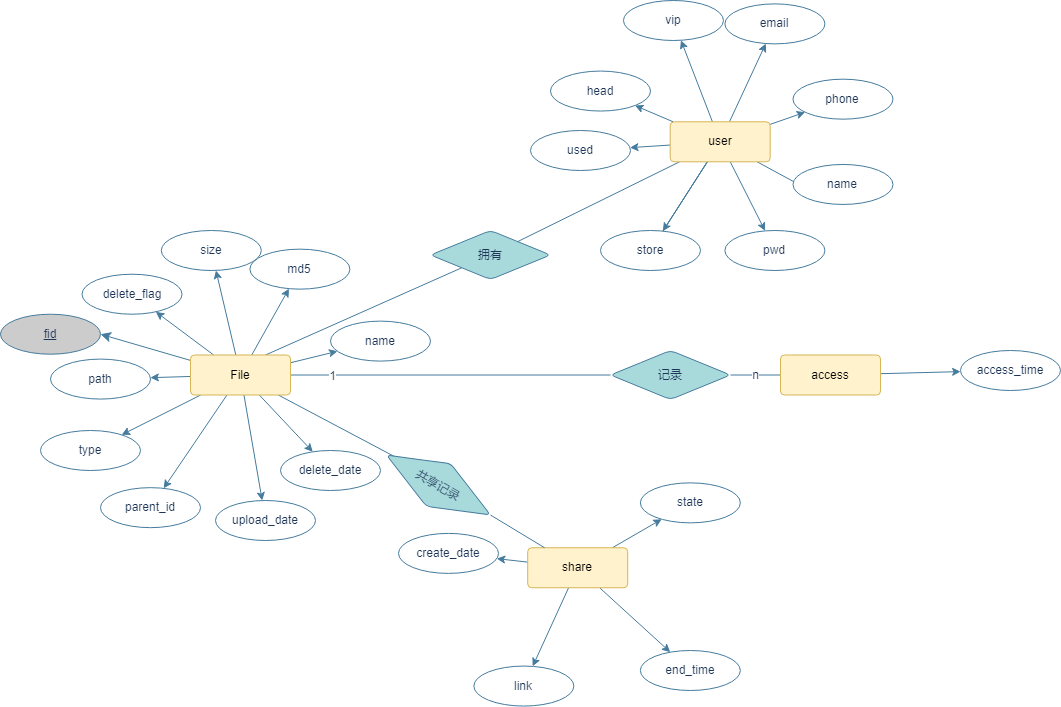 vip
email
head
phone
user
used
name
store
pwd
拥有
size
md5
delete_flag
fid
name
path
File
1
记录
n
access
access_time
type
delete_date
共享记录
parent_id
upload_date
state
create_date
share
link
end_time